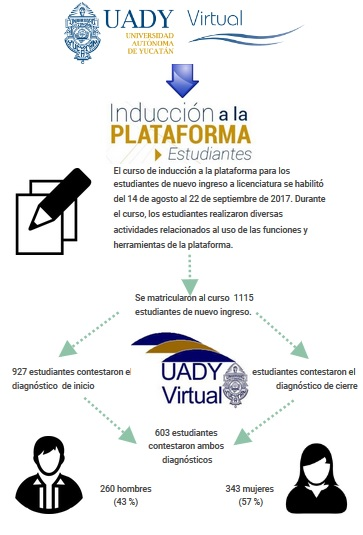 UADY Virtual
UNIVERSIDAD
AUTÓNOMA
DE YUCATÁN
Inducción a la
PLATAFORMA
Estudiantes
El curso de inducción a la plataforma para los
estudiantes de nuevo ingreso a licenciatura se habilitó
del 14 de agosto al 22 de septiembre de 2017. Durante
el curso, los estudiantes realizaron diversas
actividades relacionados al uso de las funciones y
herramientas de la plataforma.
Se matricularon al curso 1115
estudiantes de nuevo ingreso.
927 estudiantes contestaron el
diagnóstico de inicio
UADY
Virtual
estudiantes contestaron el
diagnóstico de cierre
603 estudiantes
contestaron ambos
diagnósticos
260 hombres
(43 %)
343 mujeres
(57 %)